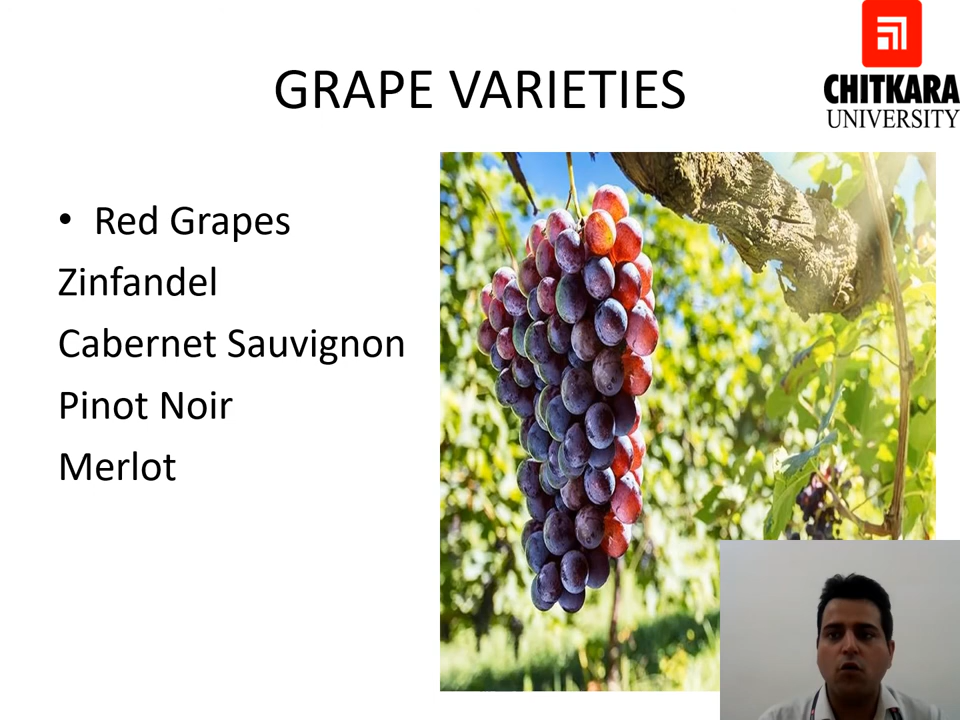 GRAPE VARIETIES
CHITKARA
UNIVERSITY
• Red Grapes
Zinfandel
Cabernet Sauvignon
Pinot Noir
Merlot